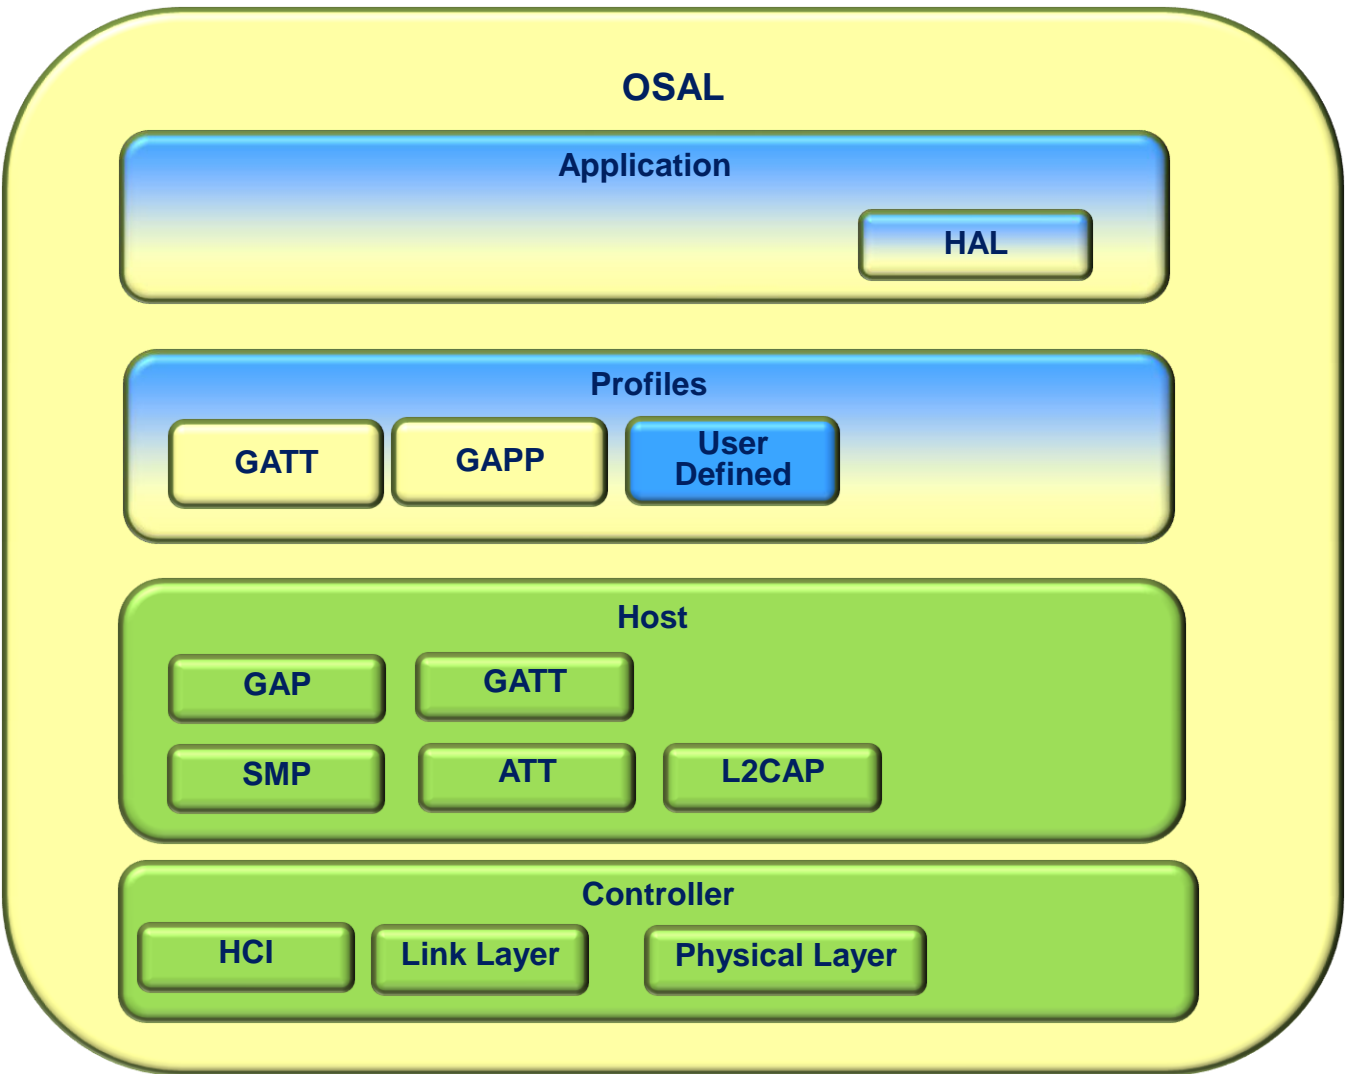 OSAL
Application
HAL
Profiles
GATT
GAPP
User
Defined
Host
GAP
GATT
SMP
ATT
L2CAP
Controller
HCI
Link Layer
Physical Layer